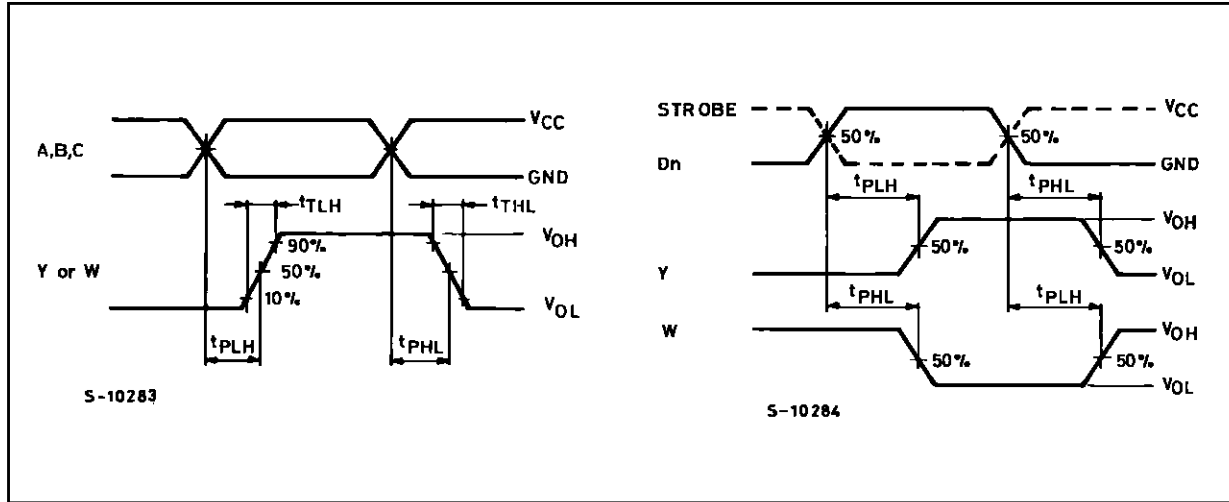 A,B,C
VCC
GND
tTLH
tTHL
VOH
90%
Y or W
50%
10%
VOL
tPLH
tPHL
S-10283
STROBE
VCC
50%
50%
Dn
GND
tPLH
tPHL
VOH
50%
50%
Y
VOL
tPHL
tPLH
W
VOH
50%
50%
VOL
S-10284